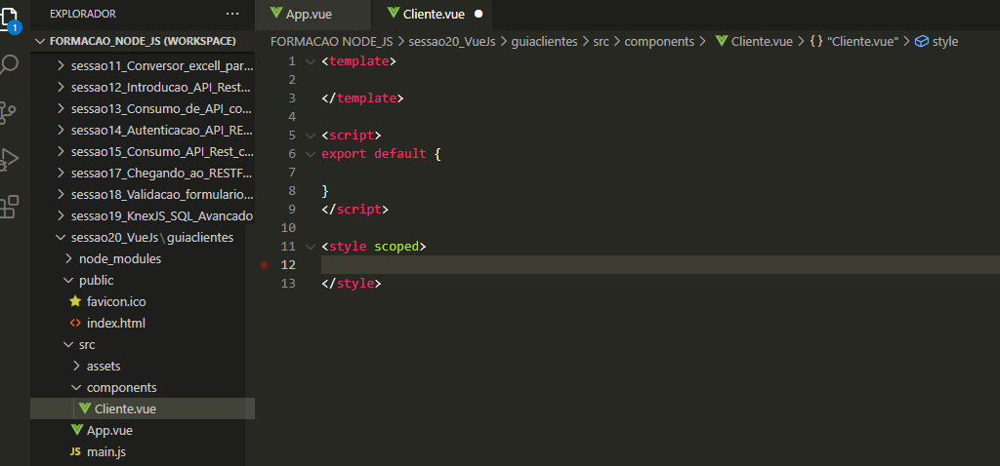 EXPLORADOR ···
FORMACAO_NODE_JS (WORKSPACE)
sessao11_Conversor_excell_par...
sessao12_Introducao_API_Rest...
sessao13_Consumo_de_API_co...
sessao14_Autenticacao_API_RE...
sessao15_Consumo_API_Rest_c...
sessao17_Chegando_ao_RESTF...
sessao18_Validacao_formulario...
sessao19_KnexJS_SQL_Avancado
sessao20_VueJs\guiaclientes
node_modules
public
favicon.ico
index.html
src
assets
components
Cliente.vue
App.vue
JS main.js
1
App.vue
Cliente.vue
FORMACAO NODE_JS > sessao20_VueJs > guiaclientes > src > components > Cliente.vue > {} "Cliente.vue" > style
1 <template>
2
3 </template>
4
5 <script>
6 export default {
7
8 }
9 </script>
10
11 <style scoped>
12
13 </style>